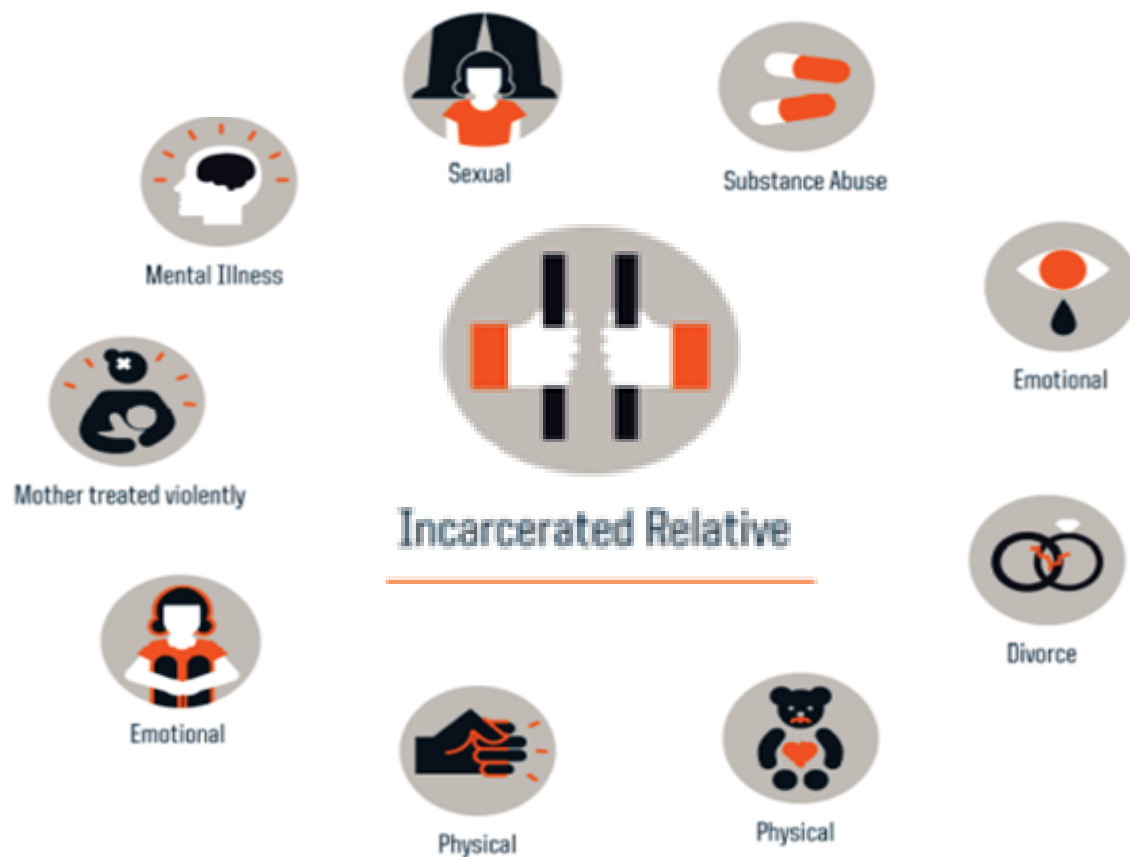 Sexual
Substance Abuse
Mental Illness
Emotional
Mother treated violently
Incarcerated Relative
Divorce
Emotional
Physical
Physical